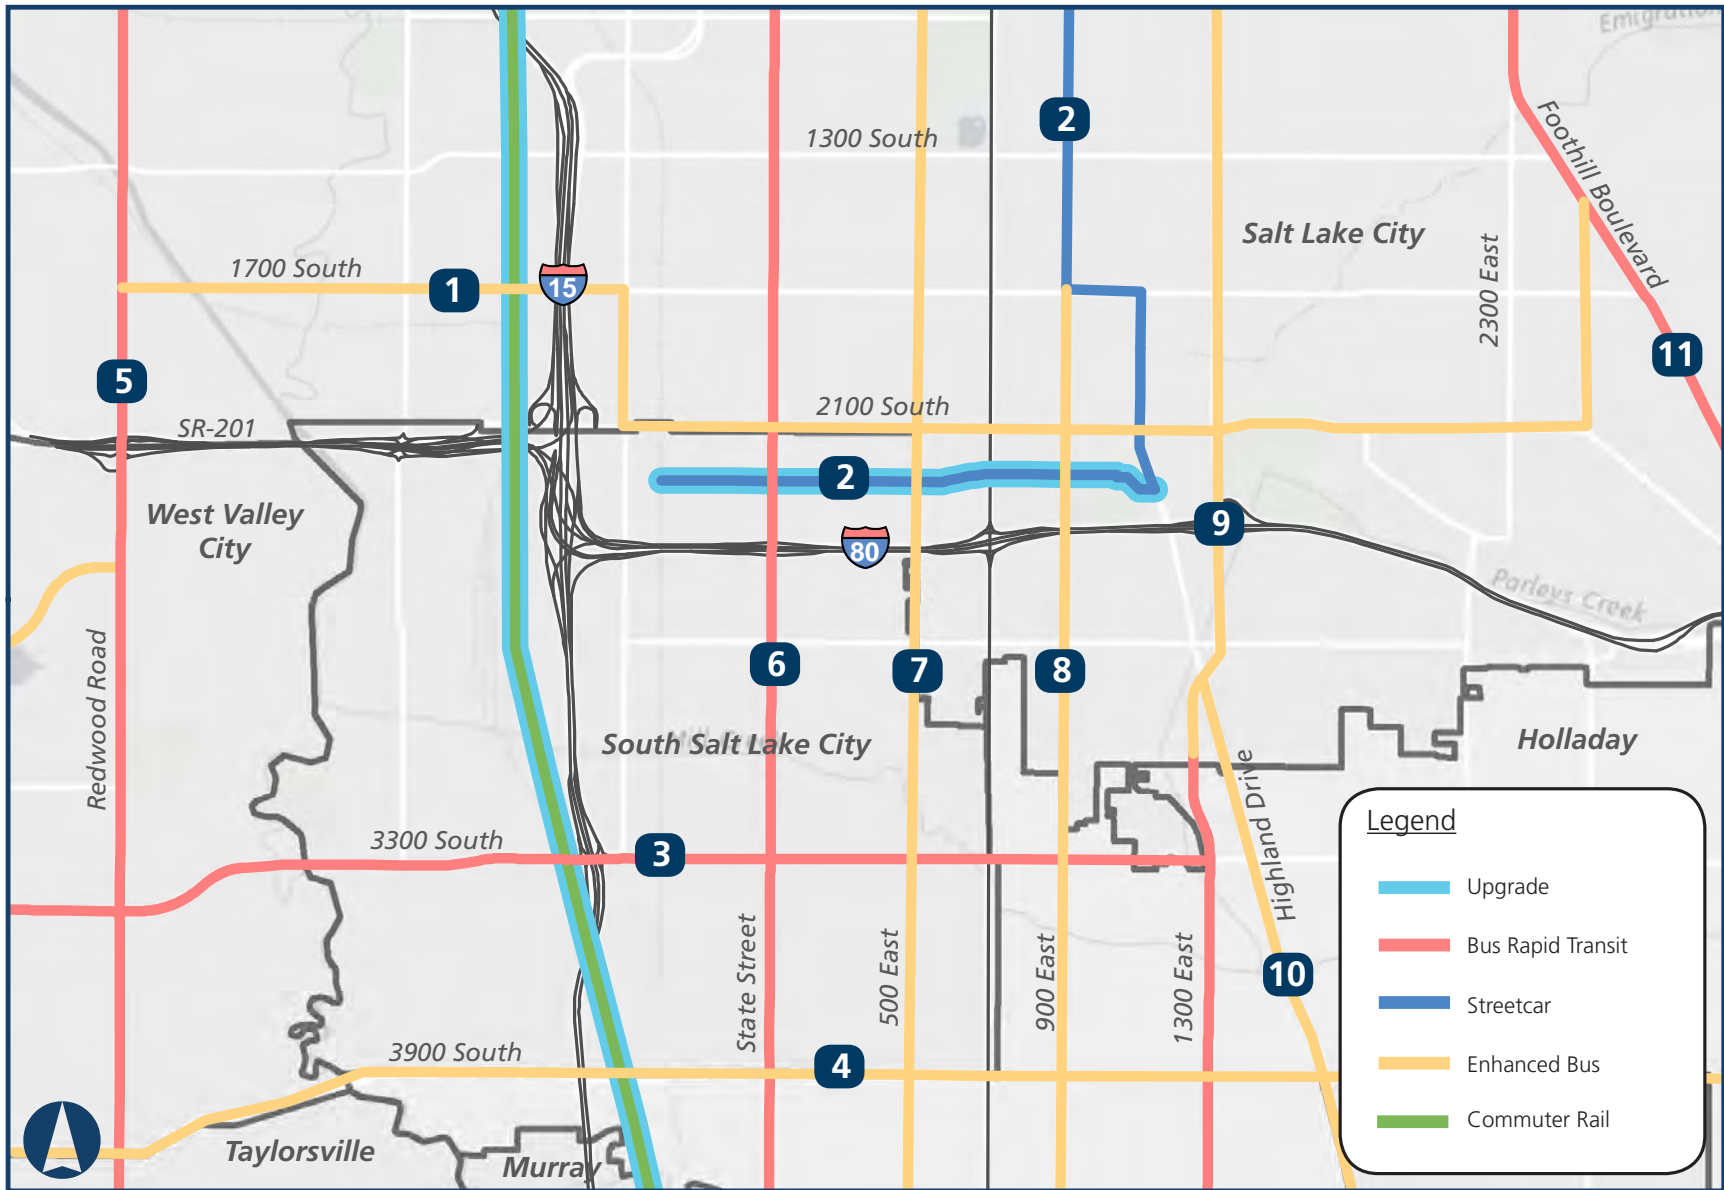 Emigration
2
1300 South
Foothill Boulevard
Salt Lake City
2300 East
1700 South
1
15
11
5
2100 South
SR-201
2
West Valley
City
9
80
Parleys Creek
Redwood Road
6
7
8
South Salt Lake City
Holladay
Highland Drive
3300 South
3
Legend
Upgrade
Bus Rapid Transit
Streetcar
Enhanced Bus
Commuter Rail
State Street
500 East
900 East
1300 East
10
3900 South
4
Taylorsville
Murray